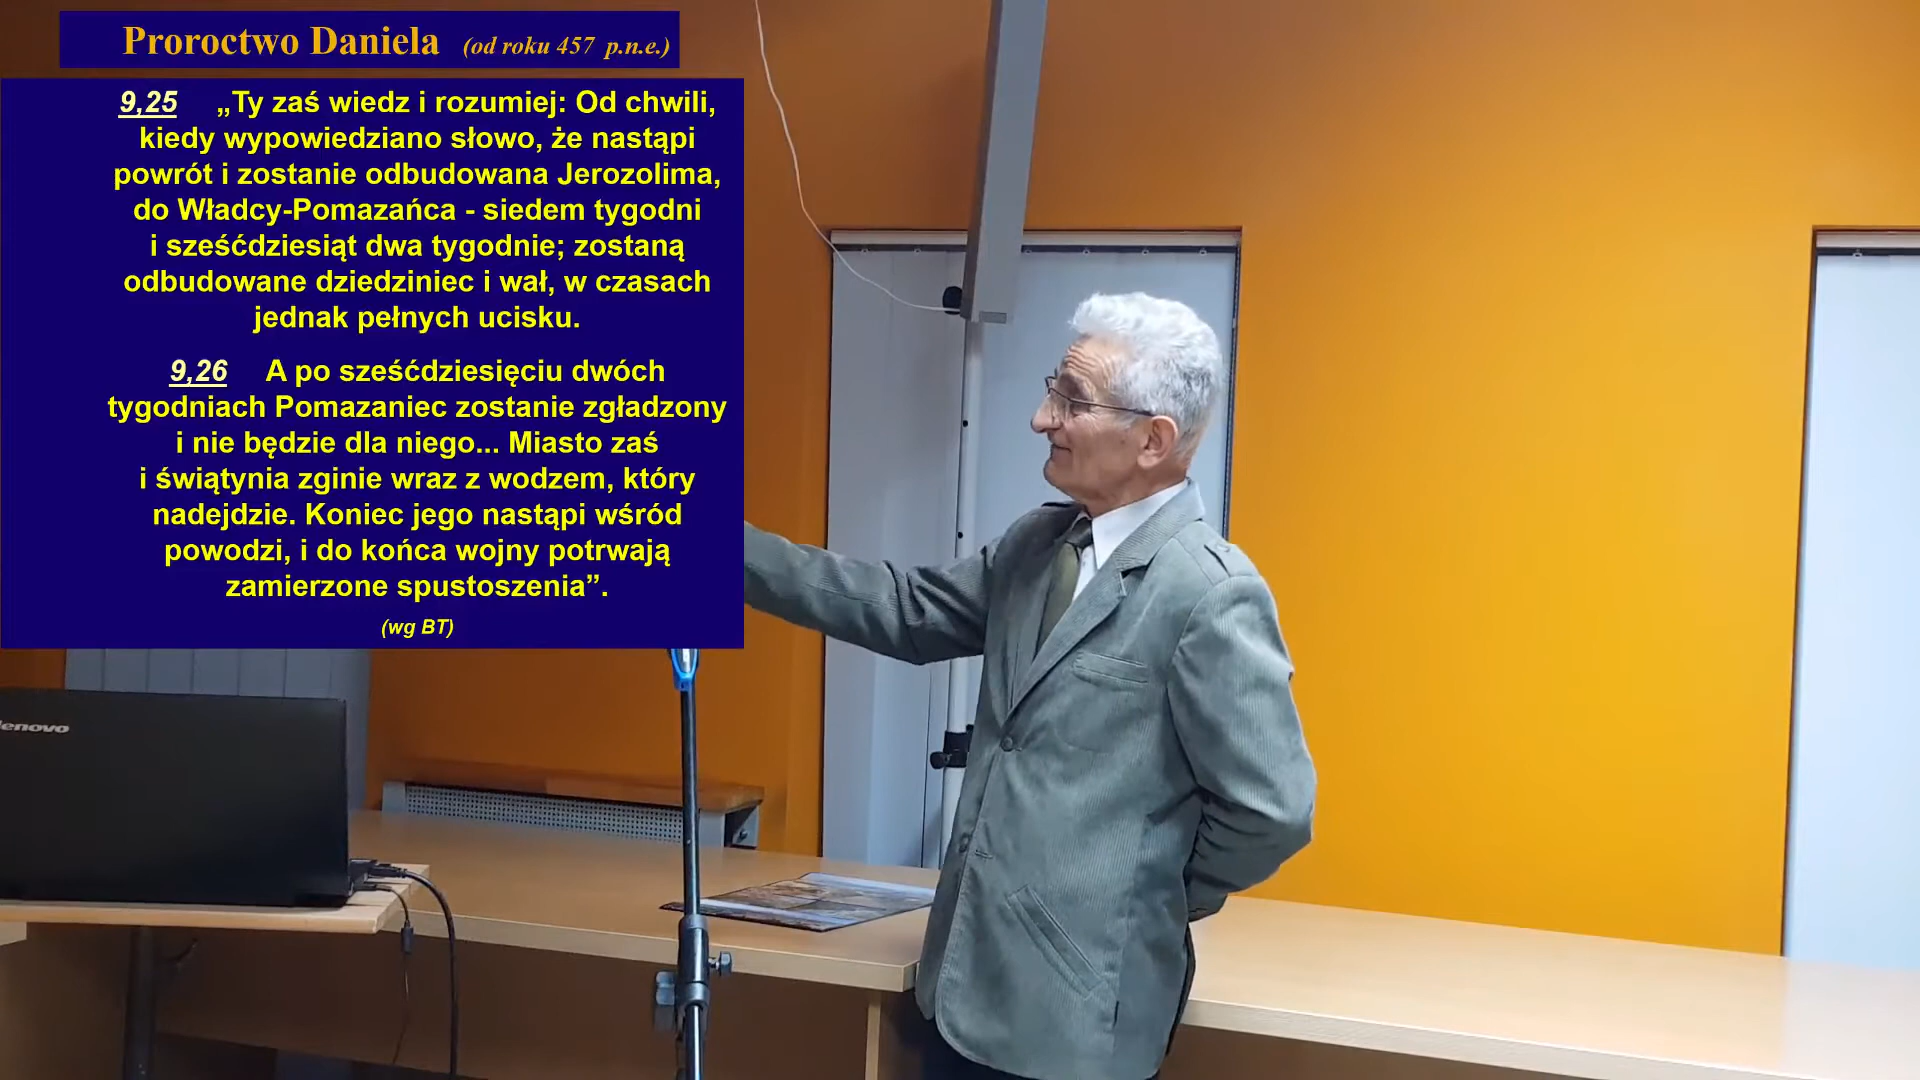 Proroctwo Daniela (od roku 457 p.n.e.)
9,25 „Ty zaś wiedz i rozumiej: Od chwili,
kiedy wypowiedziano słowo, że nastąpi
powrót i zostanie odbudowana Jerozolima,
do Władcy-Pomazańca - siedem tygodni
i sześćdziesiąt dwa tygodnie; zostaną
odbudowane dziedziniec i wał, w czasach
jednak pełnych ucisku.
9,26 A po sześćdziesięciu dwóch
tygodniach Pomazaniec zostanie zgładzony
i nie będzie dla niego... Miasto zaś
i świątynia zginie wraz z wodzem, który
nadejdzie. Koniec jego nastąpi wśród
powodzi, i do końca wojny potrwają
zamierzone spustoszenia”.
(wg BT)
lenovo